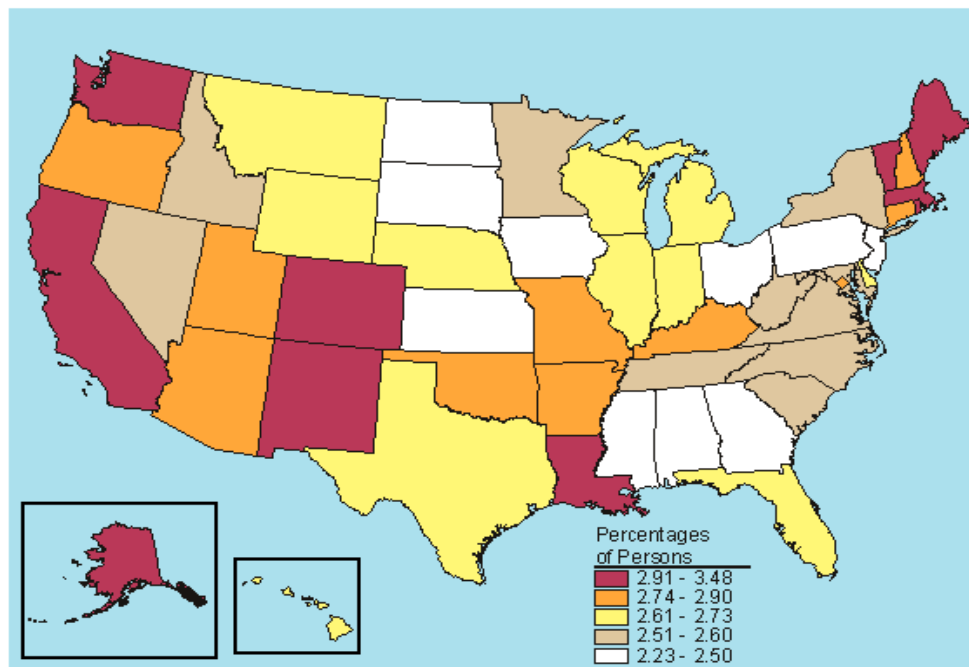 Percentages
of Persons
2.91 - 3.48
2.74 - 2.90
2.61 - 2.73
2.51 - 2.60
2.23 - 2.50